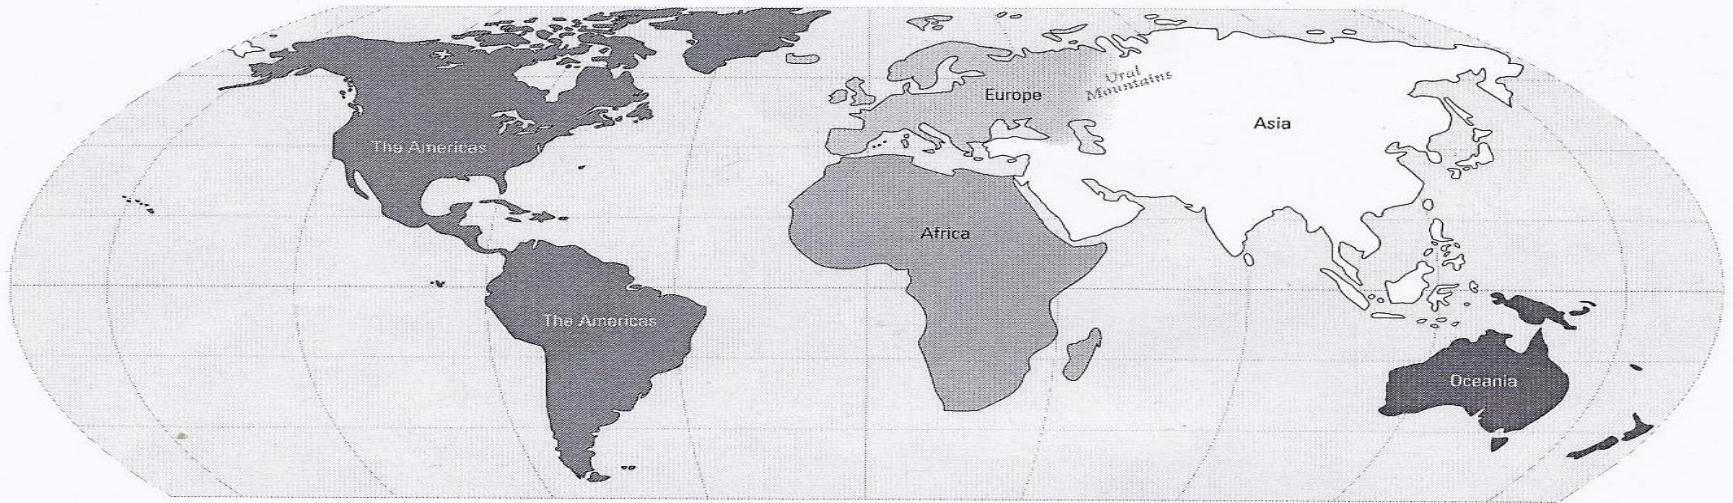 Ural
Mountains
Europe
Asia
The Americas
Africa
The Americas
Oceania